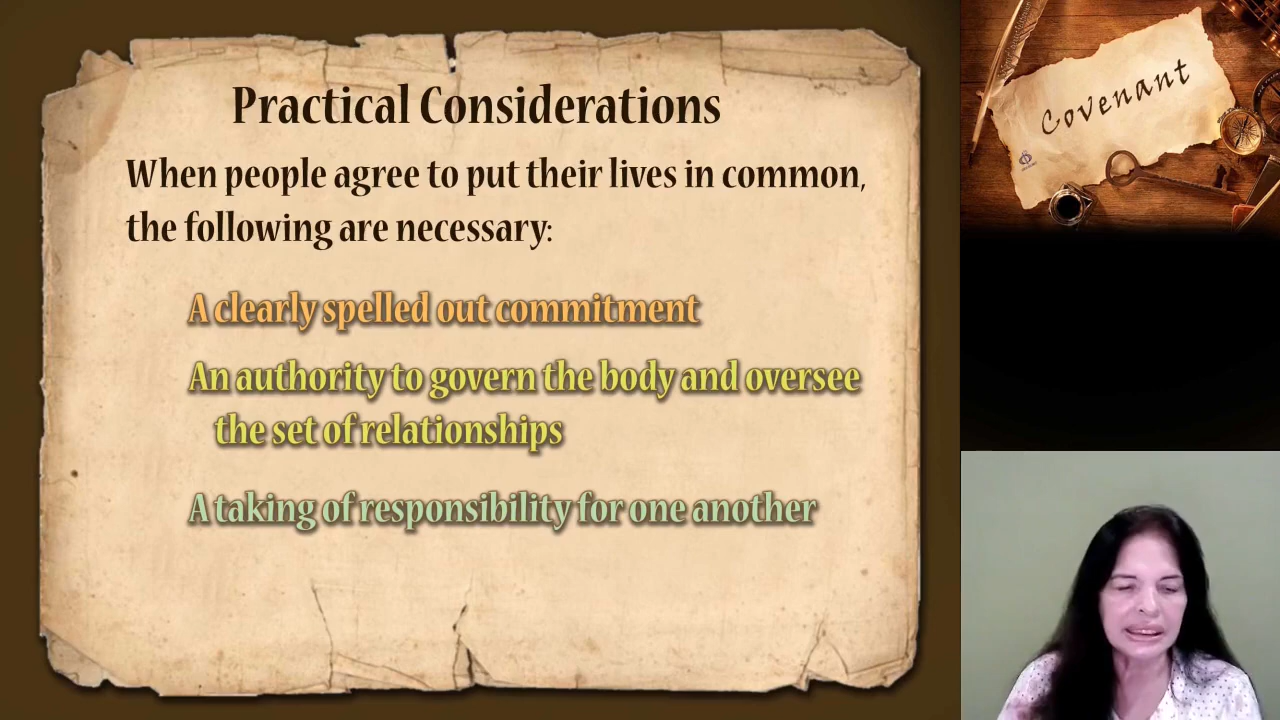 Practical Considerations
When people agree to put their lives in common,
the following are necessary:
A clearly spelled out commitment
An authority to govern the body and oversee
the set of relationships
A taking of responsibility for one another
Covenant